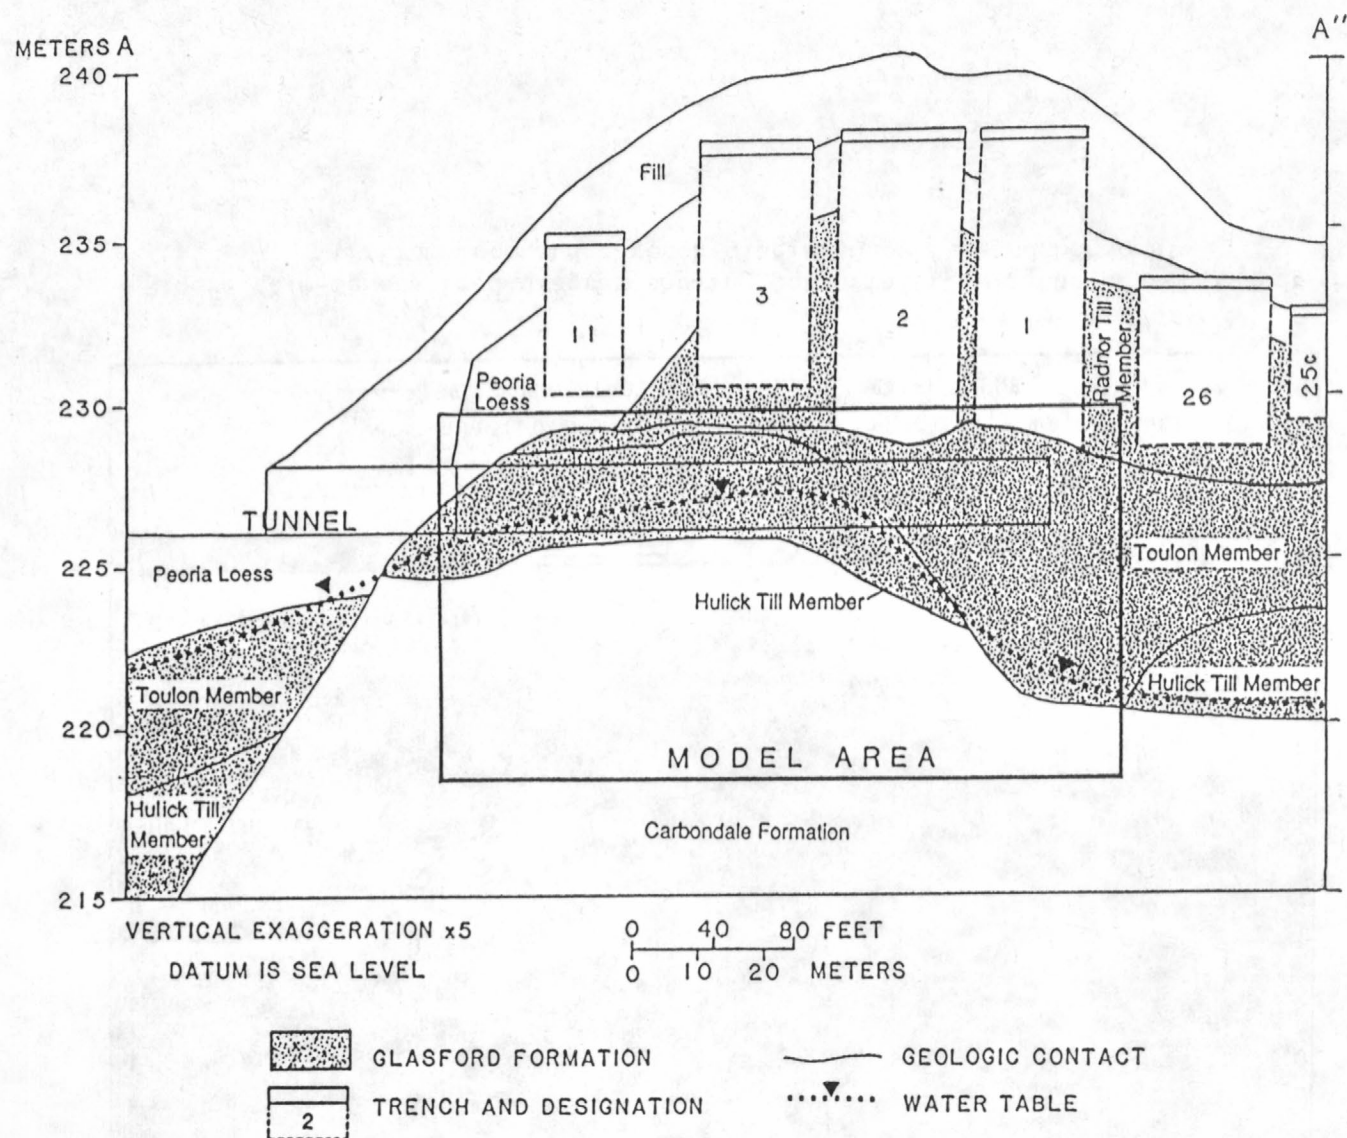 METERS A
A''
240
235
230
225
220
215
Fill
11
3
2
1
26
25c
Radnor Till
Member
Peoria
Loess
TUNNEL
Peoria Loess
Toulon Member
Hulick Till Member
Toulon Member
Hulick Till Member
Hulick Till
Member
MODEL AREA
Carbondale Formation
VERTICAL EXAGGERATION x5
DATUM IS SEA LEVEL
0 40 80 FEET
0 10 20 METERS
GLASFORD FORMATION
GEOLOGIC CONTACT
2
TRENCH AND DESIGNATION
WATER TABLE